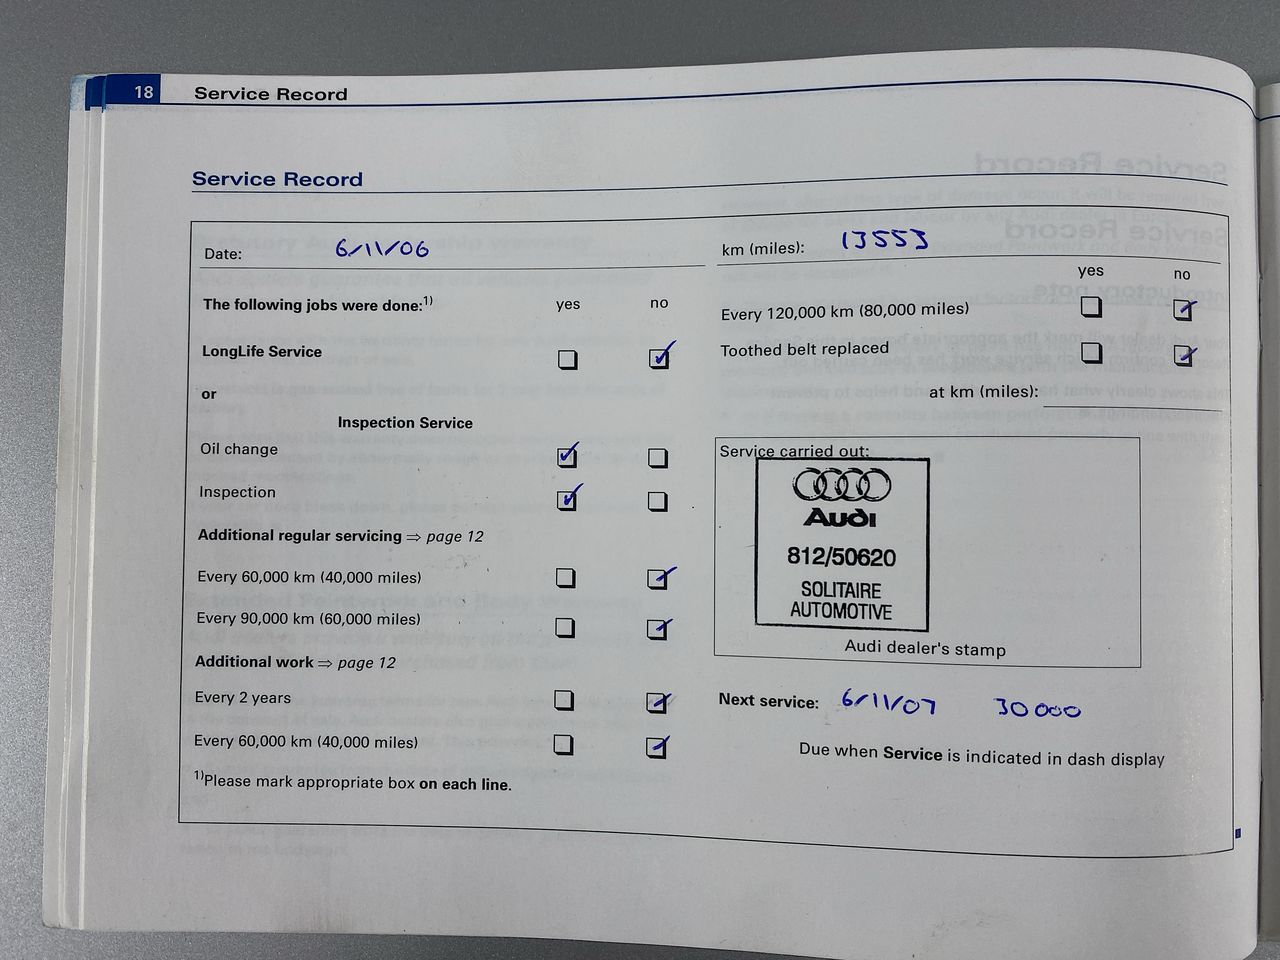 18 Service Record
Service Record
Date: 6/11/06
The following jobs were done:1) yes no
LongLife Service
or
Inspection Service
Oil change
Inspection
Additional regular servicing ⇒ page 12
Every 60,000 km (40,000 miles)
Every 90,000 km (60,000 miles)
Additional work ⇒ page 12
Every 2 years
Every 60,000 km (40,000 miles)
1)Please mark appropriate box on each line.
km (miles): 13553
yes no
Every 120,000 km (80,000 miles)
Toothed belt replaced
at km (miles):
Service carried out:
Audi
812/50620
SOLITAIRE
AUTOMOTIVE
Audi dealer's stamp
Next service: 6/11/07 30000
Due when Service is indicated in dash display